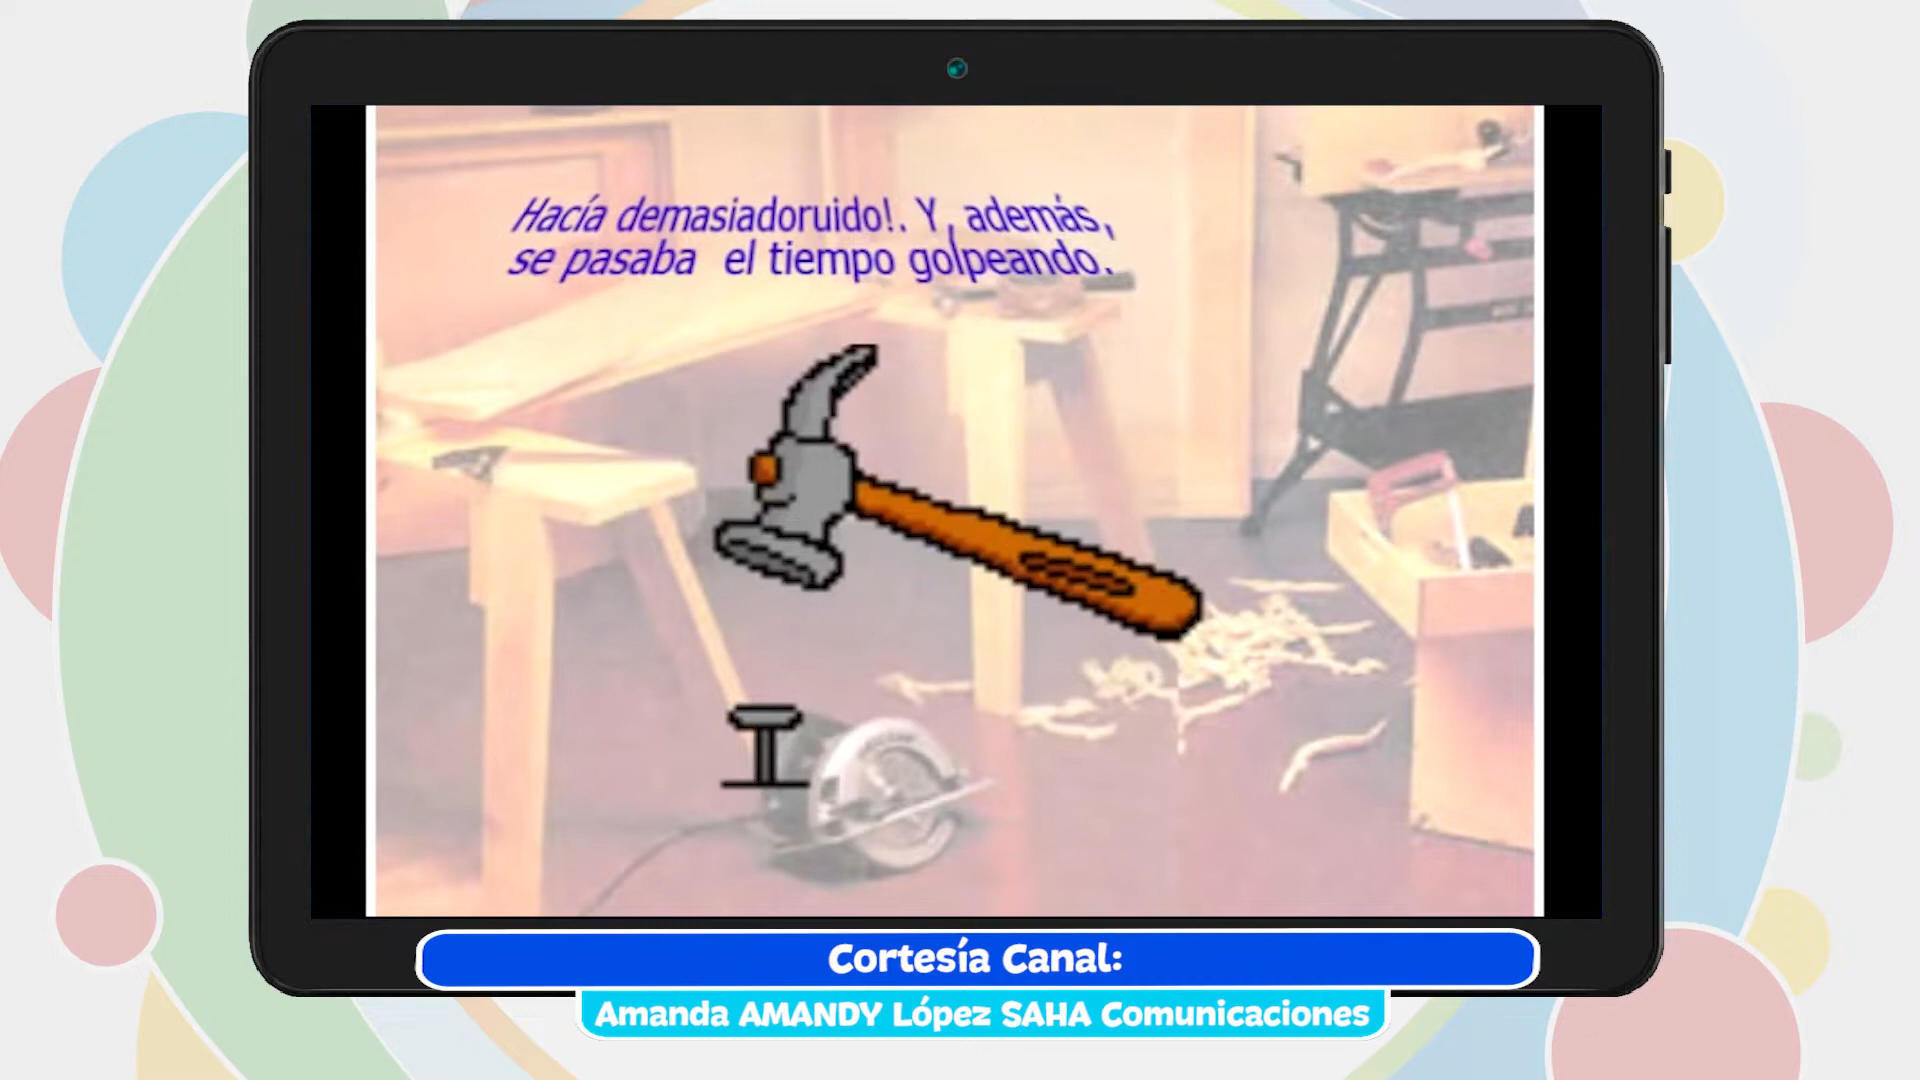 Hacía demasiadoruido!. Y, además,
se pasaba el tiempo golpeando.
Cortesía Canal:
Amanda AMANDY López SAHA Comunicaciones